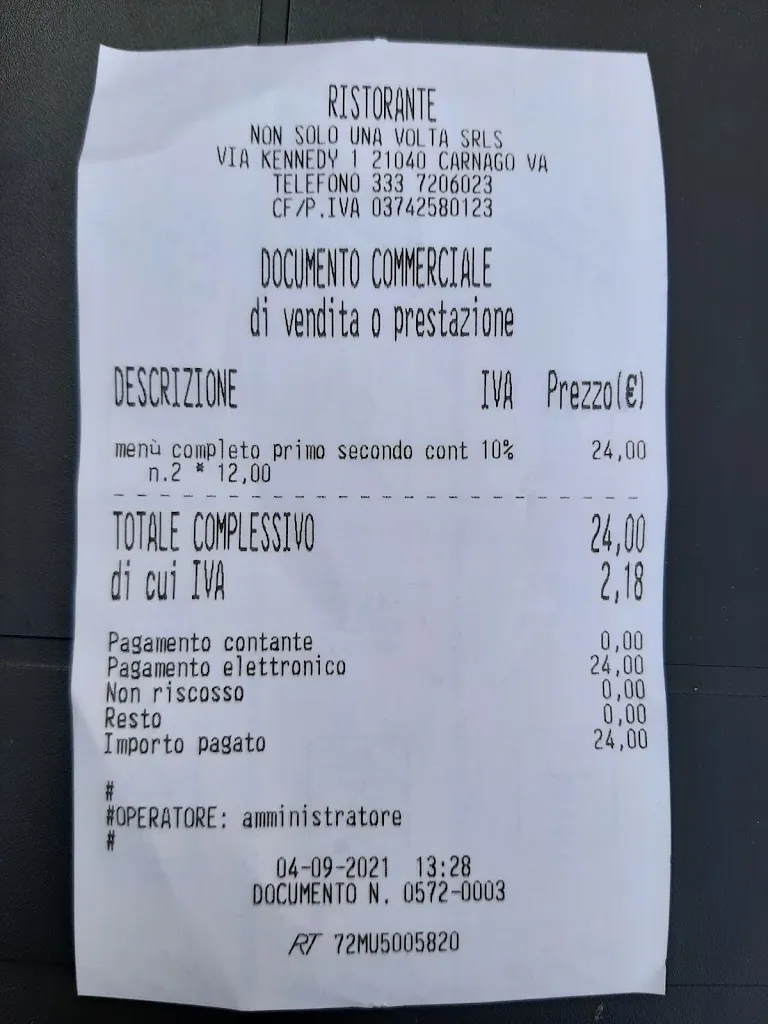 RISTORANTE
NON SOLO UNA VOLTA SRLS
VIA KENNEDY 1 21040 CARNAGO VA
TELEFONO 333 7206023
CF/P.IVA 03742580123
DOCUMENTO COMMERCIALE
di vendita o prestazione
DESCRIZIONE IVA Prezzo(€)
menù completo primo secondo cont 10% 24,00
n.2 * 12,00
TOTALE COMPLESSIVO 24,00
di cui IVA 2,18
Pagamento contante 0,00
Pagamento elettronico 24,00
Non riscosso 0,00
Resto 0,00
Importo pagato 24,00
#
#OPERATORE: amministratore
#
04-09-2021 13:28
DOCUMENTO N. 0572-0003
RT 72MU5005820